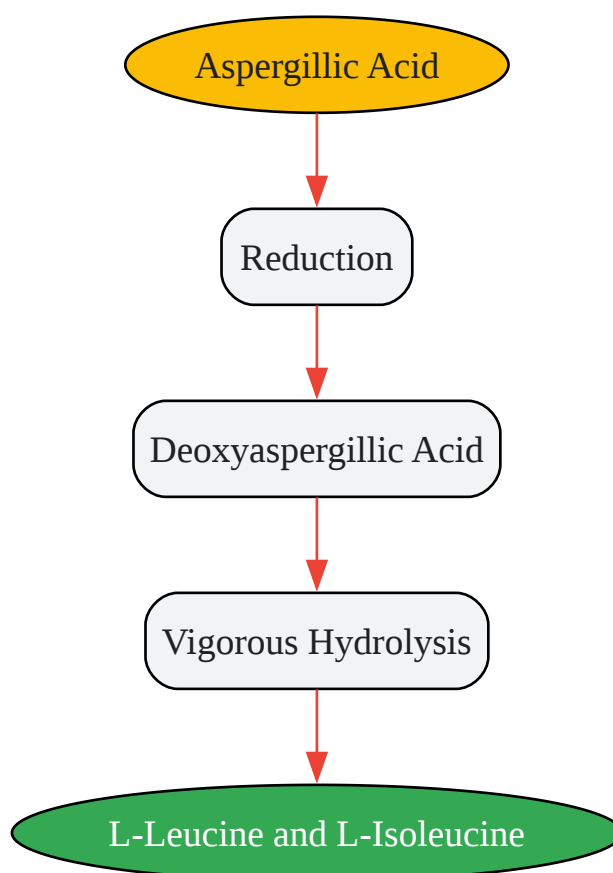 Aspergillic Acid
Reduction
Deoxyaspergillic Acid
Vigorous Hydrolysis
L-Leucine and L-Isoleucine